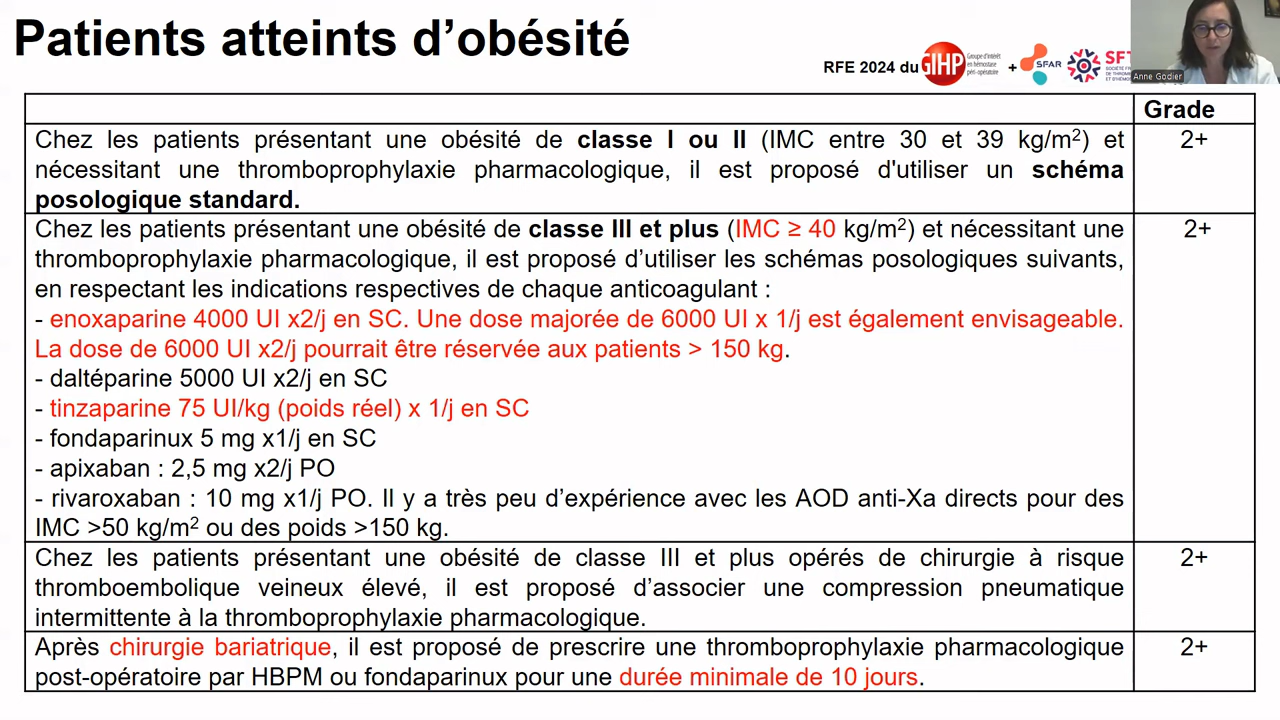 Patients atteints d’obésité
RFE 2024 du
GIHP
Groupe d'intérêt
en hémostase
péri-opératoire
+
SFAR
SFT
Anne Godier
Grade
Chez les patients présentant une obésité de classe I ou II (IMC entre 30 et 39 kg/m²) et
2+
nécessitant une thromboprophylaxie pharmacologique, il est proposé d'utiliser un schéma
posologique standard.
Chez les patients présentant une obésité de classe III et plus (IMC ≥ 40 kg/m²) et nécessitant une
2+
thromboprophylaxie pharmacologique, il est proposé d’utiliser les schémas posologiques suivants,
en respectant les indications respectives de chaque anticoagulant :
- enoxaparine 4000 UI x2/j en SC. Une dose majorée de 6000 UI x 1/j est également envisageable.
La dose de 6000 UI x2/j pourrait être réservée aux patients > 150 kg.
- daltéparine 5000 UI x2/j en SC
- tinzaparine 75 UI/kg (poids réel) x 1/j en SC
- fondaparinux 5 mg x1/j en SC
- apixaban : 2,5 mg x2/j PO
- rivaroxaban : 10 mg x1/j PO. Il y a très peu d’expérience avec les AOD anti-Xa directs pour des
IMC >50 kg/m² ou des poids >150 kg.
Chez les patients présentant une obésité de classe III et plus opérés de chirurgie à risque
2+
thromboembolique veineux élevé, il est proposé d’associer une compression pneumatique
intermittente à la thromboprophylaxie pharmacologique.
Après chirurgie bariatrique, il est proposé de prescrire une thromboprophylaxie pharmacologique
2+
post-opératoire par HBPM ou fondaparinux pour une durée minimale de 10 jours.